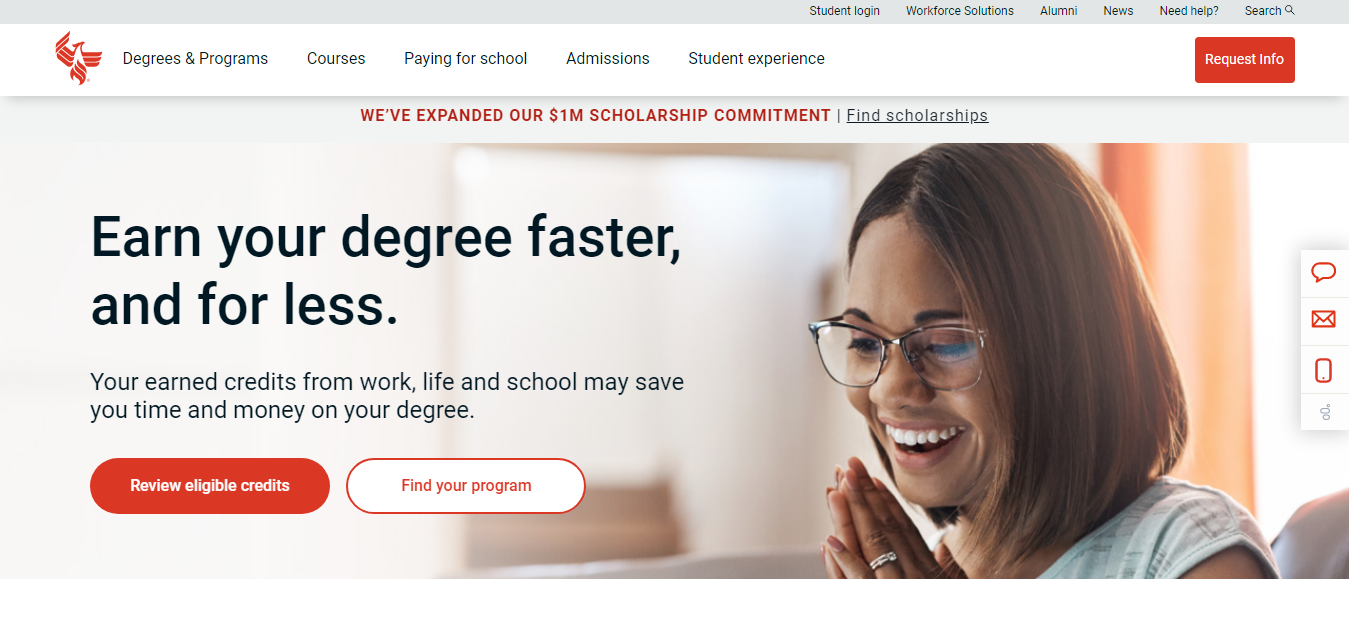 Student login Workforce Solutions Alumni News Need help? Search
Degrees & Programs Courses Paying for school Admissions Student experience Request Info
WE’VE EXPANDED OUR $1M SCHOLARSHIP COMMITMENT | Find scholarships
Earn your degree faster,
and for less.
Your earned credits from work, life and school may save
you time and money on your degree.
Review eligible credits Find your program